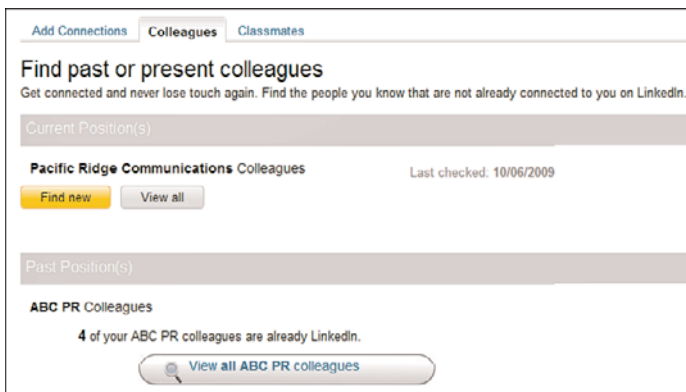 Add Connections Colleagues Classmates
Find past or present colleagues
Get connected and never lose touch again. Find the people you know that are not already connected to you on LinkedIn.
Current Position(s)
Pacific Ridge Communications Colleagues Last checked: 10/06/2009
Find new View all
Past Position(s)
ABC PR Colleagues
4 of your ABC PR colleagues are already LinkedIn.
View all ABC PR colleagues